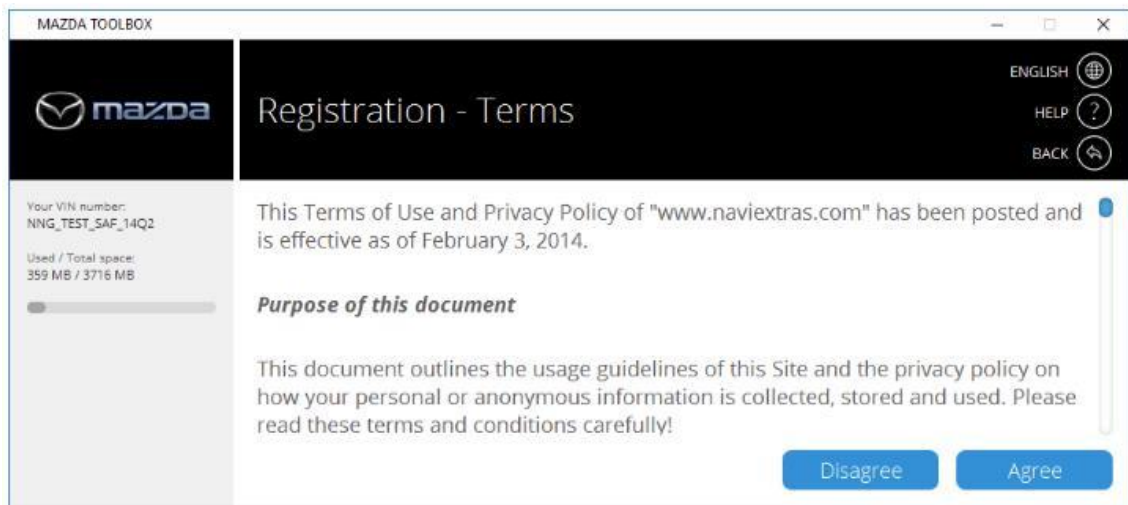 MAZDA TOOLBOX
mazda
Registration - Terms
ENGLISH
HELP
BACK
Your VIN number:
NNG_TEST_SAF_14Q2
Used / Total space:
359 MB / 3716 MB
This Terms of Use and Privacy Policy of "www.naviextras.com" has been posted and
is effective as of February 3, 2014.
Purpose of this document
This document outlines the usage guidelines of this Site and the privacy policy on
how your personal or anonymous information is collected, stored and used. Please
read these terms and conditions carefully!
Disagree
Agree